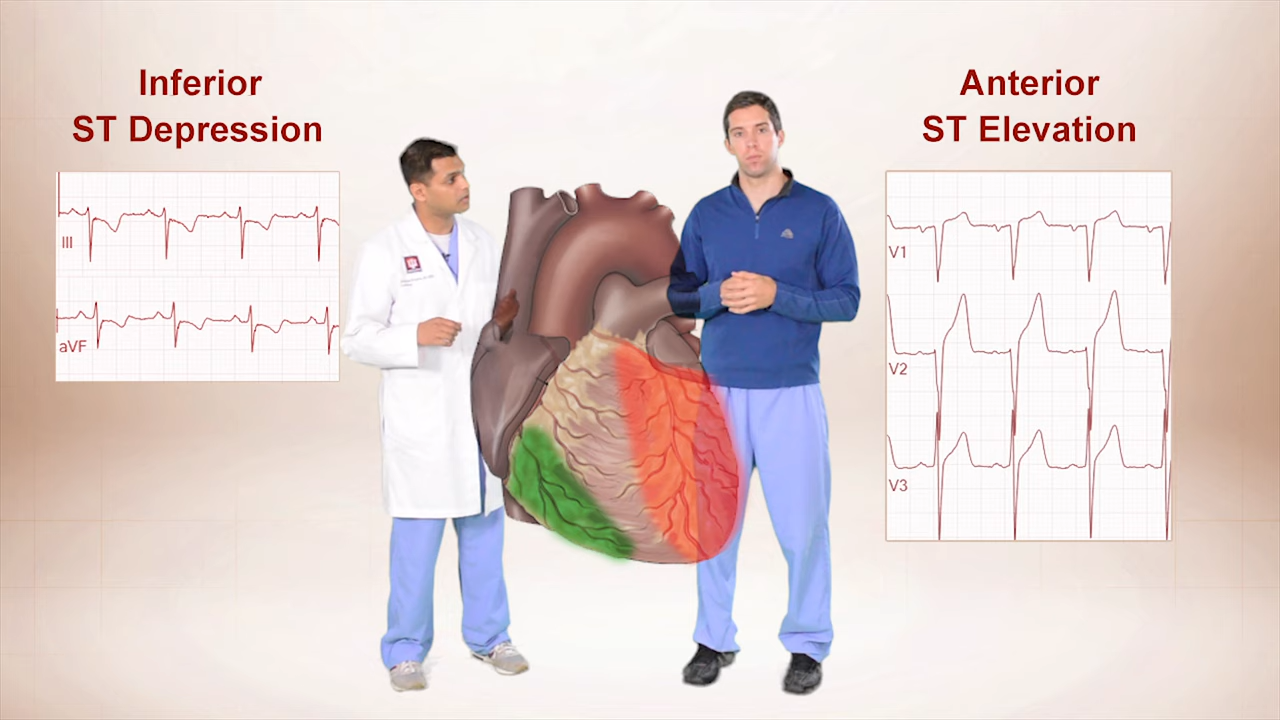 Inferior
ST Depression
III
aVF
Anterior
ST Elevation
V1
V2
V3